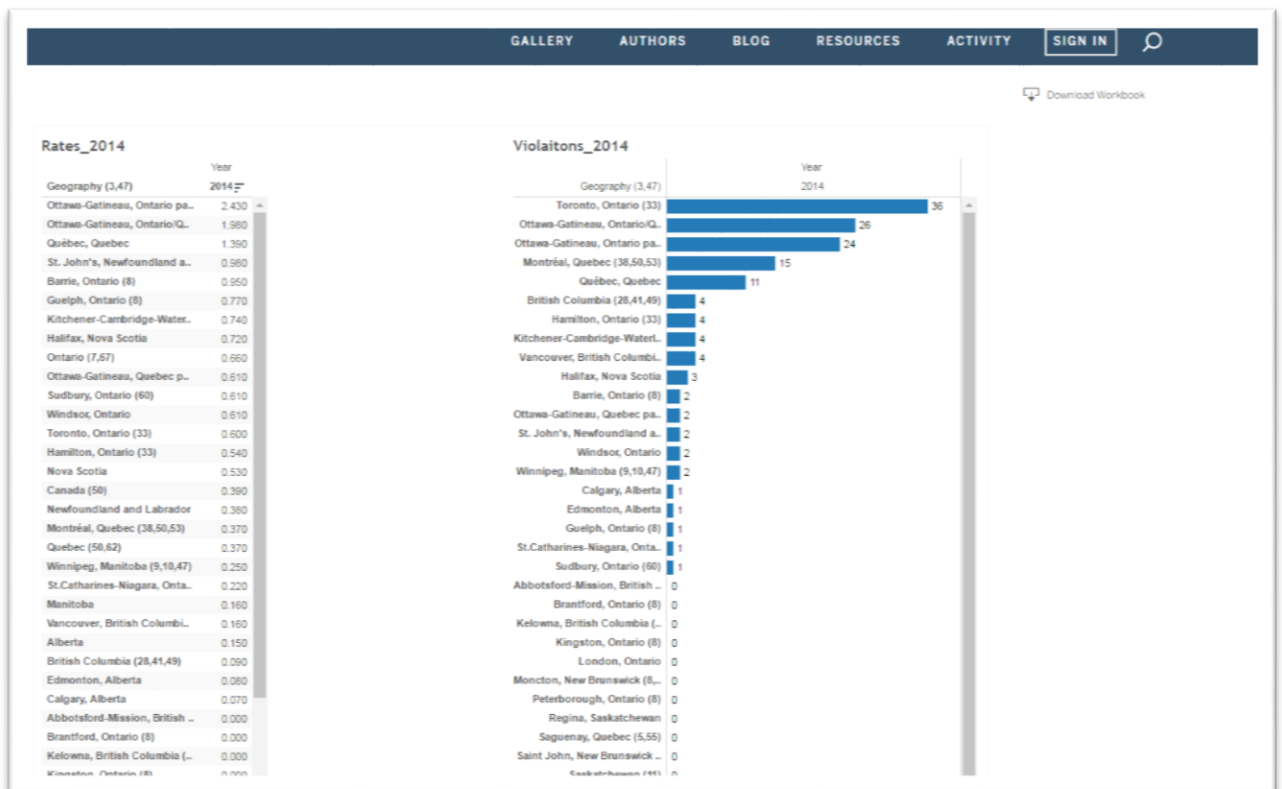 GALLERY AUTHORS BLOG RESOURCES ACTIVITY SIGN IN
Download Workbook
Rates_2014
Year
Geography (3,47) 2014
Ottawa-Gatineau, Ontario pa.. 2.430
Ottawa-Gatineau, Ontario/Q.. 1.980
Québec, Quebec 1.390
St. John's, Newfoundland a.. 0.980
Barrie, Ontario (8) 0.950
Guelph, Ontario (8) 0.770
Kitchener-Cambridge-Water.. 0.740
Halifax, Nova Scotia 0.720
Ontario (7,57) 0.660
Ottawa-Gatineau, Quebec p.. 0.610
Sudbury, Ontario (60) 0.610
Windsor, Ontario 0.610
Toronto, Ontario (33) 0.600
Hamilton, Ontario (33) 0.540
Nova Scotia 0.530
Canada (50) 0.390
Newfoundland and Labrador 0.380
Montréal, Quebec (38,50,53) 0.370
Quebec (50,62) 0.370
Winnipeg, Manitoba (9,10,47) 0.250
St.Catharines-Niagara, Onta.. 0.220
Manitoba 0.160
Vancouver, British Columbi.. 0.160
Alberta 0.150
British Columbia (28,41,49) 0.090
Edmonton, Alberta 0.080
Calgary, Alberta 0.070
Abbotsford-Mission, British .. 0.000
Brantford, Ontario (8) 0.000
Kelowna, British Columbia (.. 0.000
Kingston, Ontario (8) 0.000
Violaitons_2014
Year
Geography (3,47) 2014
Toronto, Ontario (33) 36
Ottawa-Gatineau, Ontario/Q.. 26
Ottawa-Gatineau, Ontario pa.. 24
Montréal, Quebec (38,50,53) 15
Québec, Quebec 11
British Columbia (28,41,49) 4
Hamilton, Ontario (33) 4
Kitchener-Cambridge-Waterl.. 4
Vancouver, British Columbi.. 4
Halifax, Nova Scotia 3
Barrie, Ontario (8) 2
Ottawa-Gatineau, Quebec pa.. 2
St. John's, Newfoundland a.. 2
Windsor, Ontario 2
Winnipeg, Manitoba (9,10,47) 2
Calgary, Alberta 1
Edmonton, Alberta 1
Guelph, Ontario (8) 1
St.Catharines-Niagara, Onta.. 1
Sudbury, Ontario (60) 1
Abbotsford-Mission, British .. 0
Brantford, Ontario (8) 0
Kelowna, British Columbia (.. 0
Kingston, Ontario (8) 0
London, Ontario 0
Moncton, New Brunswick (8,.. 0
Peterborough, Ontario (8) 0
Regina, Saskatchewan 0
Saguenay, Quebec (5,55) 0
Saint John, New Brunswick .. 0
Saskatchewan (11) 0